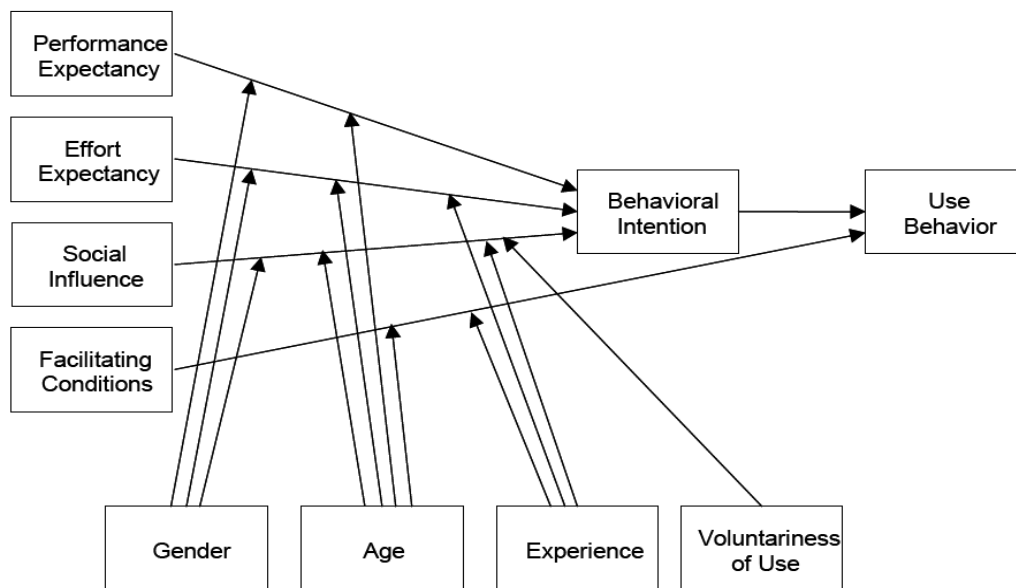 Performance
Expectancy
Effort
Expectancy
Social
Influence
Facilitating
Conditions
Behavioral
Intention
Use
Behavior
Gender
Age
Experience
Voluntariness
of Use